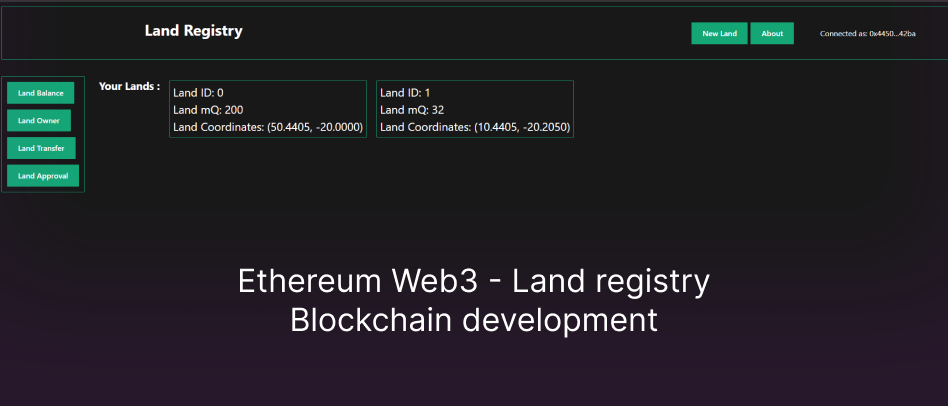 Land Registry
New Land
About
Connected as: 0x4450...42ba
Land Balance
Land Owner
Land Transfer
Land Approval
Your Lands :
Land ID: 0
Land mQ: 200
Land Coordinates: (50.4405, -20.0000)
Land ID: 1
Land mQ: 32
Land Coordinates: (10.4405, -20.2050)
Ethereum Web3 - Land registry
Blockchain development